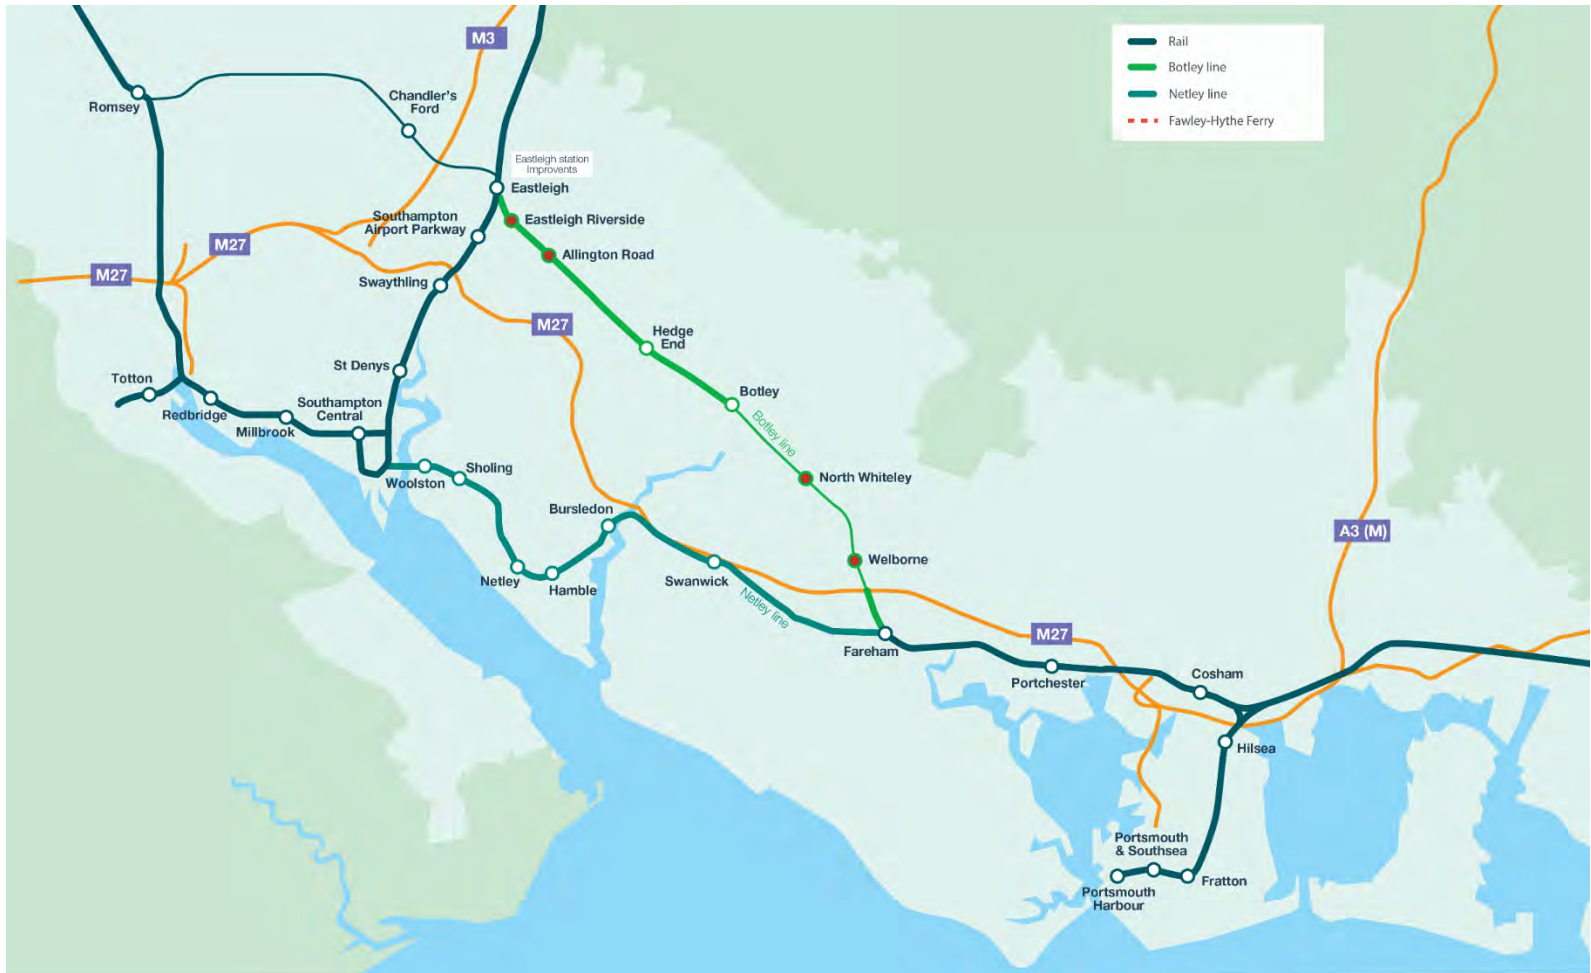 M3
Rail
Botley line
Netley line
Fawley-Hythe Ferry
Romsey
Chandler's
Ford
Eastleigh station
Improvents
Eastleigh
Southampton
Airport Parkway
Eastleigh Riverside
M27
Allington Road
M27
Swaythling
M27
Hedge
End
St Denys
Totton
Botley
Southampton
Central
Redbridge
Millbrook
Botley line
Sholing
Woolston
North Whiteley
Bursledon
A3 (M)
Welborne
Netley
Hamble
Swanwick
Netley line
M27
Fareham
Cosham
Portchester
Hilsea
Portsmouth
& Southsea
Fratton
Portsmouth
Harbour